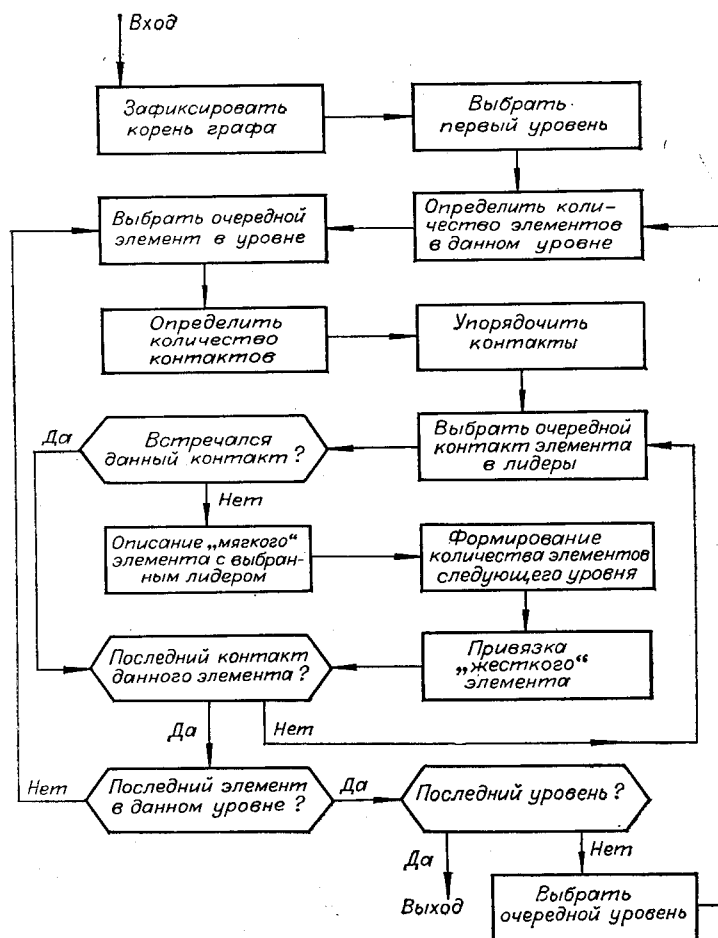 Вход
Зафиксировать
корень графа
Выбрать
первый уровень
Выбрать очередной
элемент в уровне
Определить коли-
чество элементов
в данном уровне
Определить
количество
контактов
Упорядочить
контакты
Да
Встречался
данный контакт?
Выбрать очередной
контакт элемента
в лидеры
Нет
Описание „мягкого“
элемента с выбран-
ным лидером
Формирование
количества элементов
следующего уровня
Последний контакт
данного элемента?
Привязка
„жесткого“
элемента
Да
Нет
Нет
Последний элемент
в данном уровне?
Да
Последний уровень?
Да
Нет
Выход
Выбрать
очередной уровень